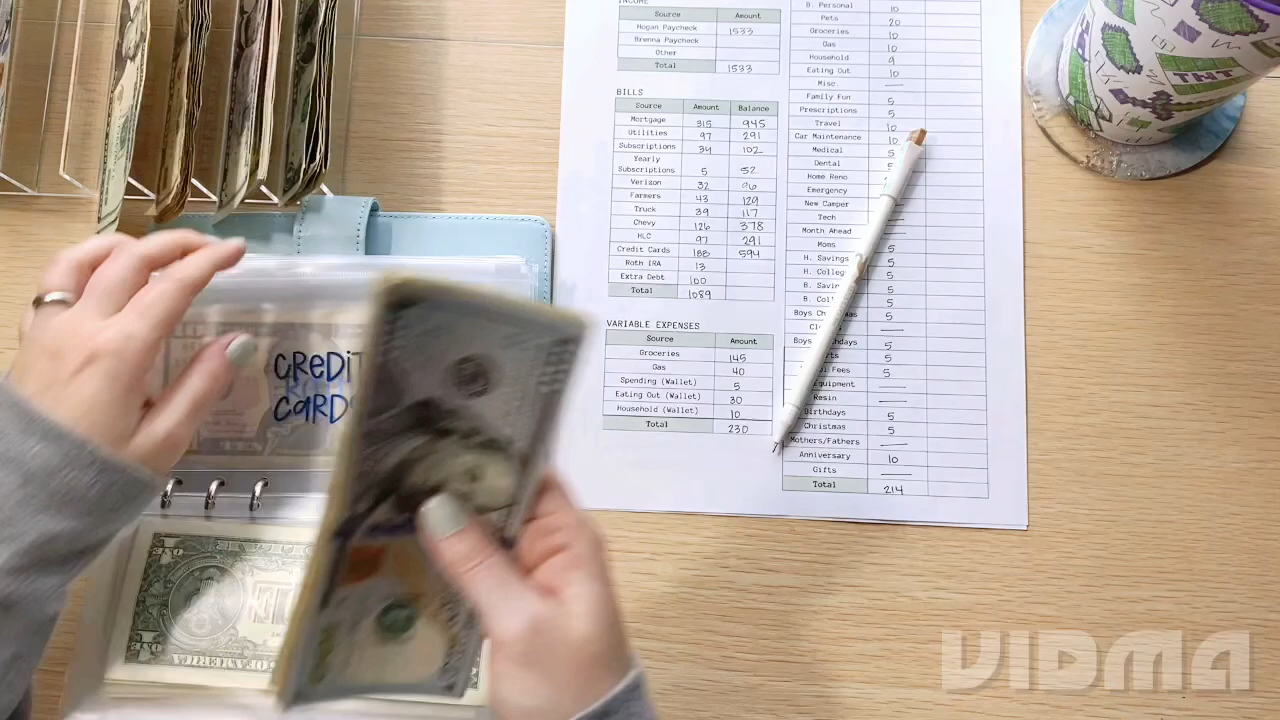 INCOME
Source Amount
Hogan Paycheck 1533
Brenna Paycheck
Other
Total 1533
BILLS
Source Amount Balance
Mortgage 315 945
Utilities 97 291
Subscriptions 34 102
Yearly
Subscriptions 5 52
Verizon 32 96
Farmers 43 129
Truck 39 117
Chevy 126 378
HLC 97 291
Credit Cards 188 594
Roth IRA 13
Extra Debt 100
Total 1089
VARIABLE EXPENSES
Source Amount
Groceries 145
Gas 40
Spending (Wallet) 5
Eating Out (Wallet) 30
Household (Wallet) 10
Total 230
B. Personal 10
Pets 20
Groceries 10
Gas 10
Household 9
Eating Out 10
Misc. —
Family Fun 5
Prescriptions 5
Travel 10
Car Maintenance 10
Medical 5
Dental
Home Reno
Emergency
New Camper
Tech —
Month Ahead —
Moms 5
H. Savings 5
H. 5
B. 5
B. 5
Boys 5
—
Boys 5
5
5
—
Resin —
Birthdays 5
Christmas 5
Mothers/Fathers —
Anniversary 10
Gifts —
Total 214
TNT
CREDIT
CARD
ONE
VIDMA